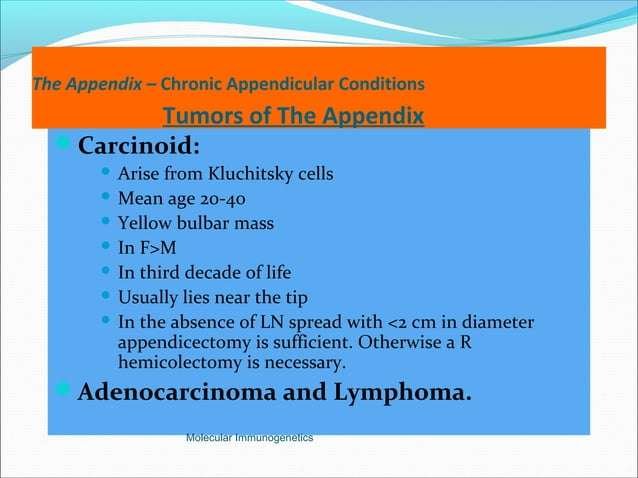 The Appendix – Chronic Appendicular Conditions
Tumors of The Appendix
Carcinoid:
Arise from Kluchitsky cells
Mean age 20-40
Yellow bulbar mass
In F>M
In third decade of life
Usually lies near the tip
In the absence of LN spread with <2 cm in diameter
appendicectomy is sufficient. Otherwise a R
hemicolectomy is necessary.
Adenocarcinoma and Lymphoma.
Molecular Immunogenetics